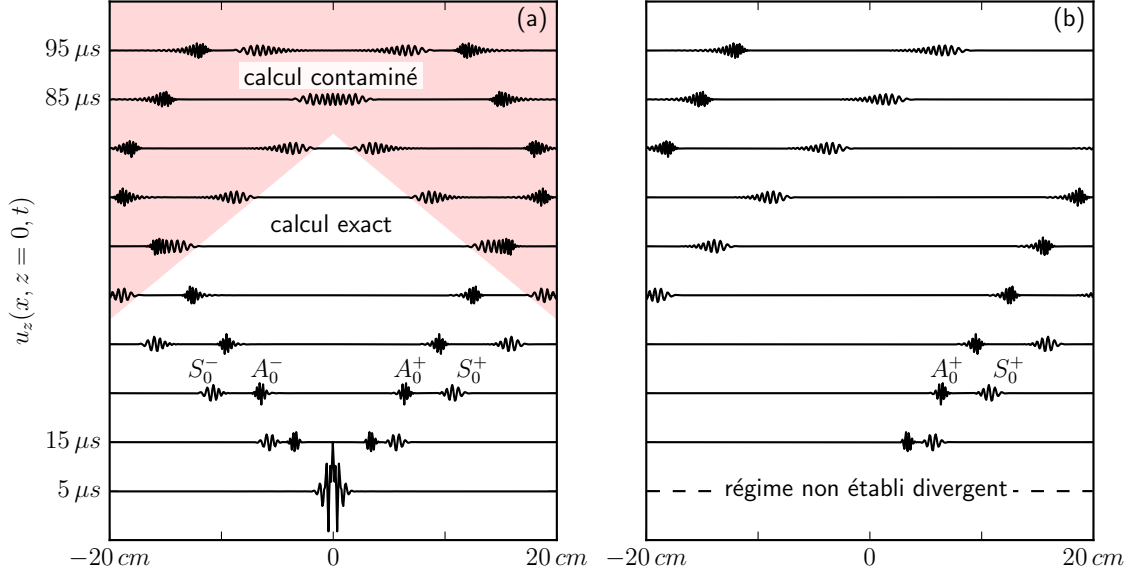 (a)
(b)
95 μs
calcul contaminé
85 μs
calcul exact
u_z(x, z = 0, t)
S_0^- A_0^- A_0^+ S_0^+
A_0^+ S_0^+
15 μs
5 μs
régime non établi divergent
−20 cm 0 20 cm
−20 cm 0 20 cm